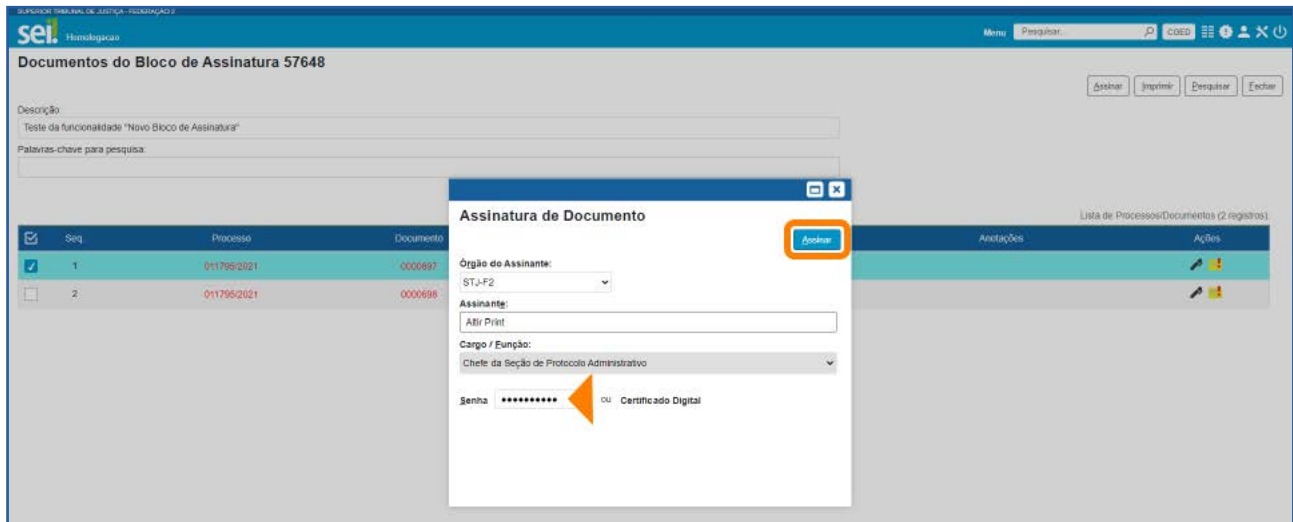 SUPERIOR TRIBUNAL DE JUSTIÇA - FEDERAÇÃO 2
sei. Homologacao
Menu Pesquisar... COED
Documentos do Bloco de Assinatura 57648
Assinar Imprimir Pesquisar Fechar
Descrição:
Teste da funcionalidade "Novo Bloco de Assinatura"
Palavras-chave para pesquisa:
Assinatura de Documento
Lista de Processos/Documentos (2 registros):
Assinar
Seq. Processo Documento Anotações Ações
1 011795/2021 0000697
2 011795/2021 0000698
Órgão do Assinante:
STJ-F2
Assinante:
Altir Print
Cargo / Função:
Chefe da Seção de Protocolo Administrativo
Senha •••••••••• ou Certificado Digital